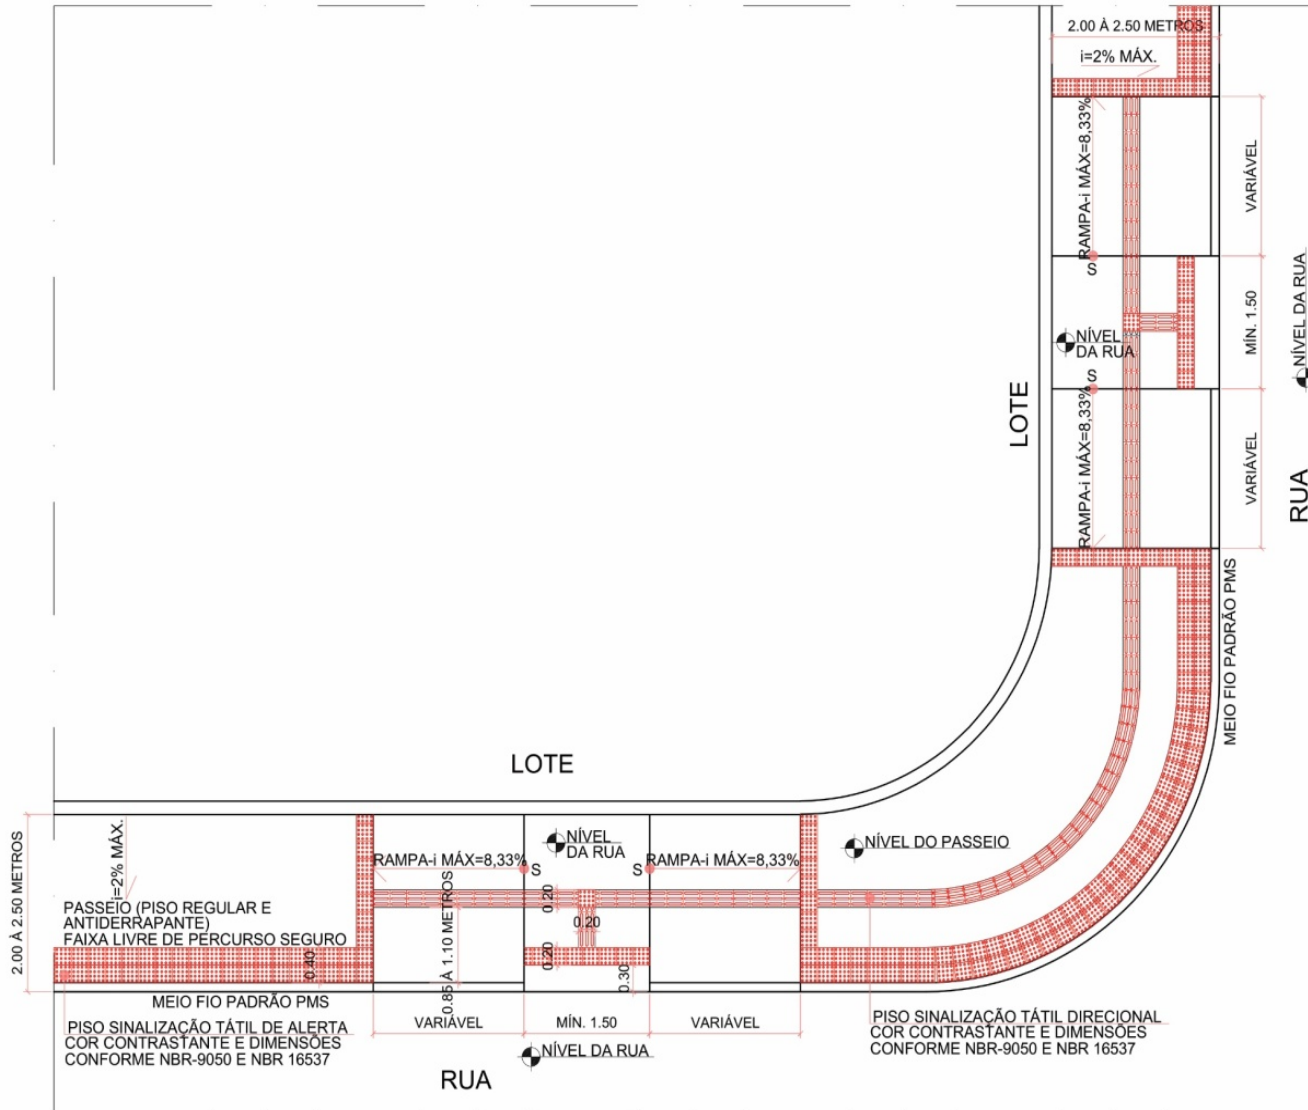 2.00 À 2.50 METROS
i=2% MÁX.
RAMPA-i MÁX=8,33%
VARIÁVEL
S
NÍVEL
DA RUA
MÍN. 1.50
NÍVEL DA RUA
S
LOTE
RAMPA-i MÁX=8,33%
VARIÁVEL
RUA
MEIO FIO PADRÃO PMS
LOTE
2.00 À 2.50 METROS
i=2% MÁX.
PASSEIO (PISO REGULAR E
ANTIDERRAPANTE)
FAIXA LIVRE DE PERCURSO SEGURO
0.40
RAMPA-i MÁX=8,33%
S
NÍVEL
DA RUA
S
RAMPA-i MÁX=8,33%
NÍVEL DO PASSEIO
0.85 À 1.10 METROS
0.20
0.20
0.20
0.30
MEIO FIO PADRÃO PMS
PISO SINALIZAÇÃO TÁTIL DE ALERTA
COR CONTRASTANTE E DIMENSÕES
CONFORME NBR-9050 E NBR 16537
VARIÁVEL
MÍN. 1.50
VARIÁVEL
NÍVEL DA RUA
RUA
PISO SINALIZAÇÃO TÁTIL DIRECIONAL
COR CONTRASTANTE E DIMENSÕES
CONFORME NBR-9050 E NBR 16537